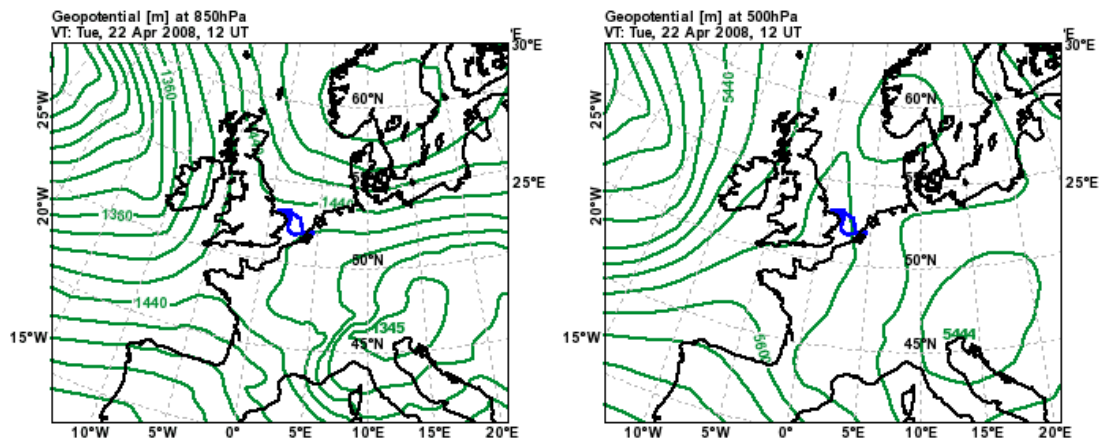 Geopotential [m] at 850hPa
VT: Tue, 22 Apr 2008, 12 UT
'E
30°E
1360
60°N
25°W
1440
25°E
20°W
1360
50°N
1440
1345
15°W
45°N
10°W 5°W 0°E 5°E 10°E 15°E 20°E
Geopotential [m] at 500hPa
VT: Tue, 22 Apr 2008, 12 UT
'E
30°E
5440
60°N
25°W
25°E
20°W
50°N
5444
15°W
45°N
10°W 5°W 0°E 5°E 10°E 15°E 20°E